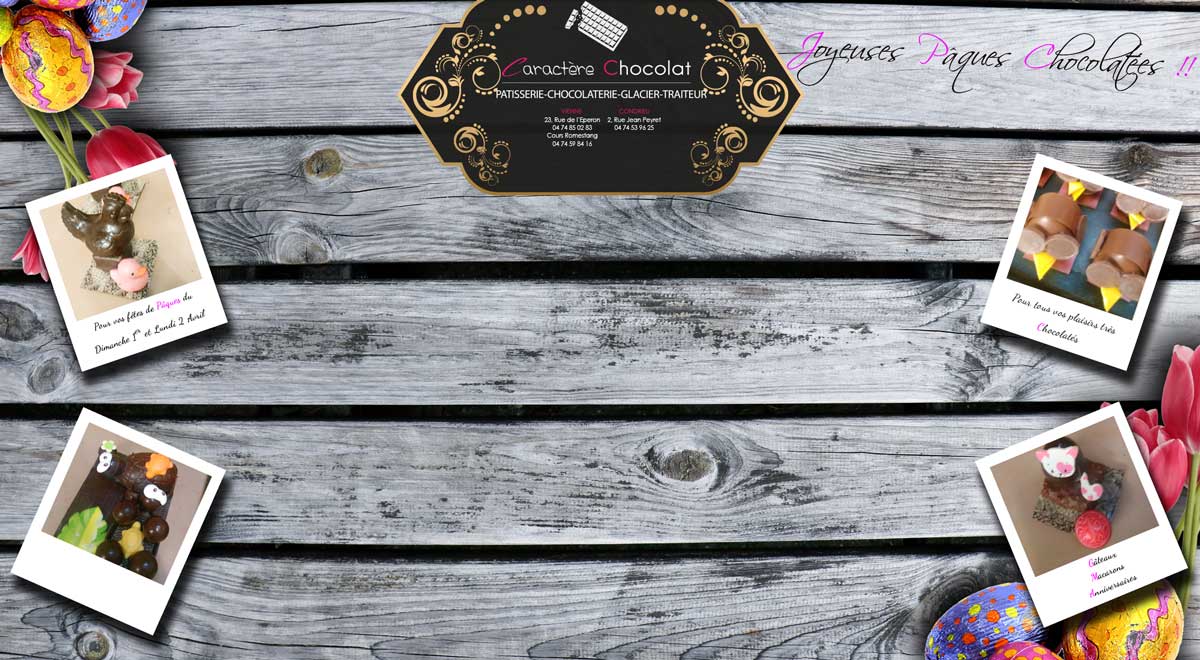 Joyeuses Pâques Chocolatées !!
Caractère Chocolat
PATISSERIE-CHOCOLATERIE-GLACIER-TRAITEUR
VIENNE
23, Rue de l'Eperon
04 74 85 02 83
Cours Romestang
04 74 59 84 16
CONDRIEU
2, Rue Jean Peyret
04 74 53 96 25
Pour vos fêtes de Pâques du
Dimanche 1er et Lundi 2 Avril
Pour tous vos plaisirs très
Chocolatés
Gâteaux
Macarons
Anniversaires